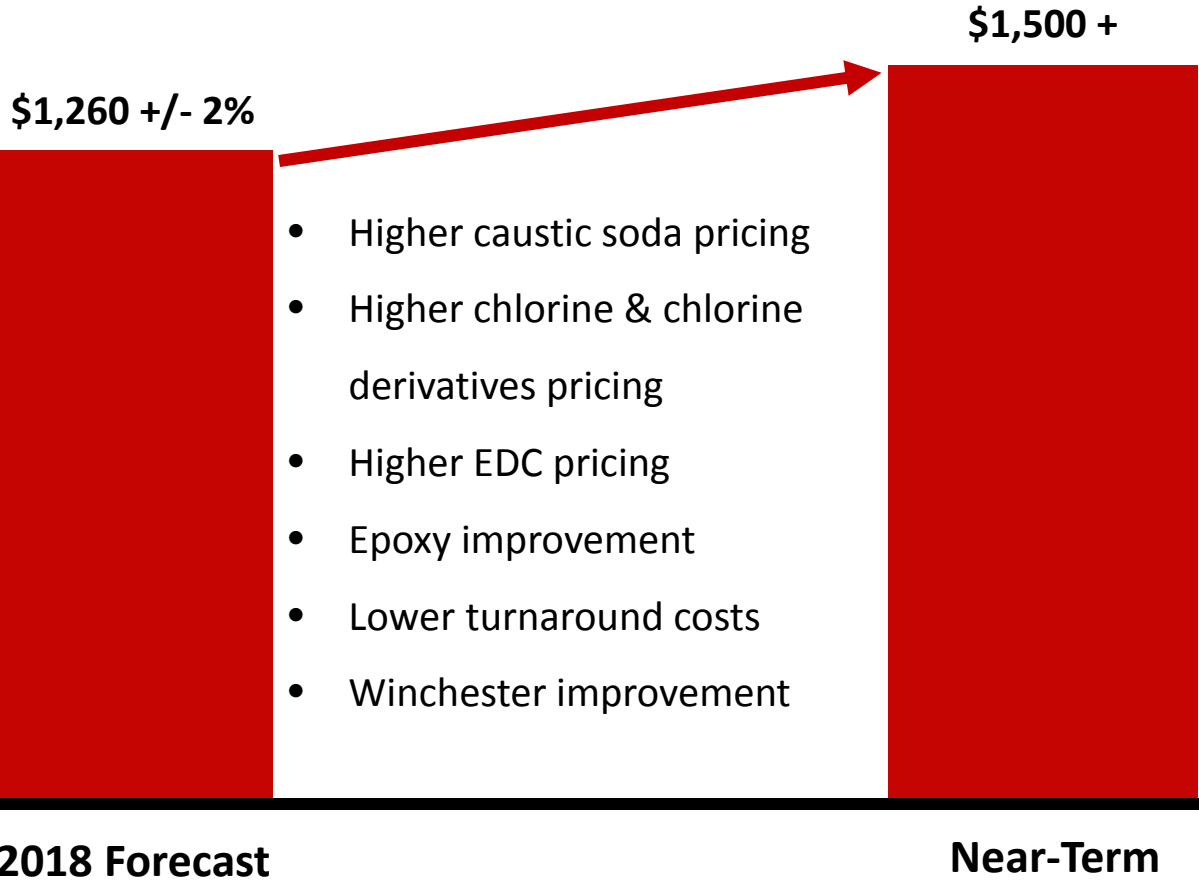 $1,500 +
$1,260 +/- 2%
• Higher caustic soda pricing
• Higher chlorine & chlorine
derivatives pricing
• Higher EDC pricing
• Epoxy improvement
• Lower turnaround costs
• Winchester improvement
2018 Forecast
Near-Term